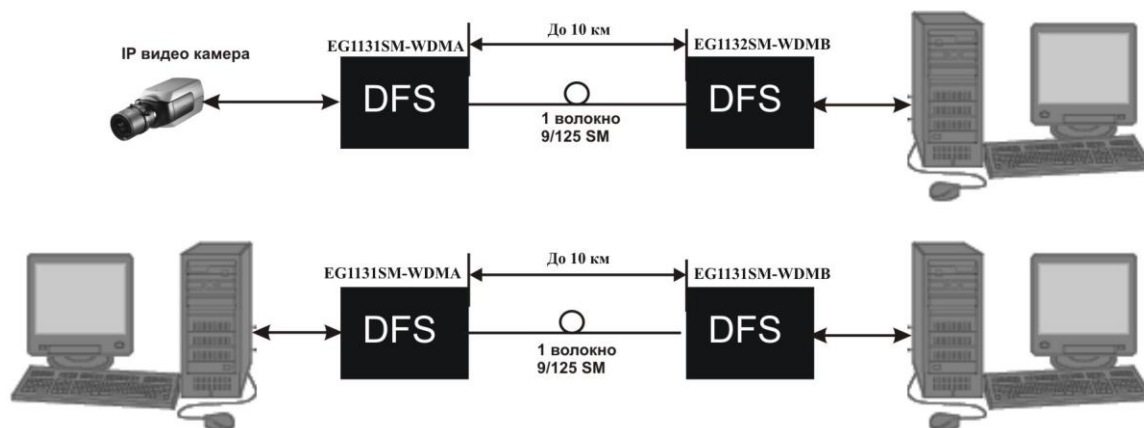 До 10 км
EG1131SM-WDMA
EG1132SM-WDMB
IP видео камера
DFS
DFS
1 волокно
9/125 SM
До 10 км
EG1131SM-WDMA
EG1131SM-WDMB
DFS
DFS
1 волокно
9/125 SM